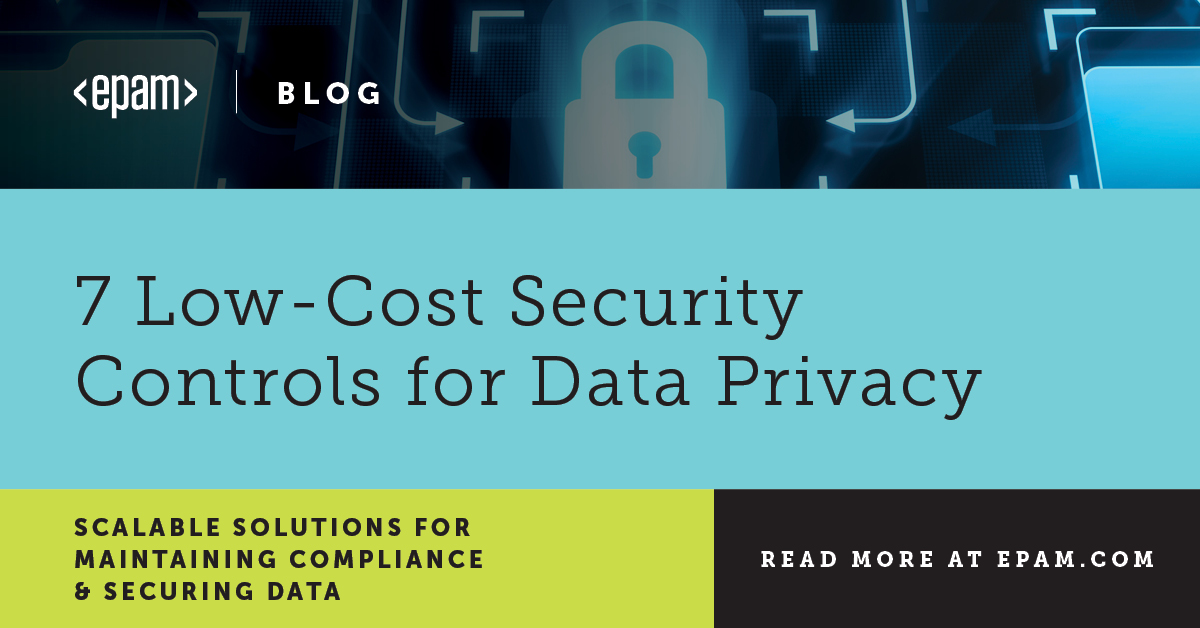 <epam> BLOG
7 Low-Cost Security
Controls for Data Privacy
SCALABLE SOLUTIONS FOR
MAINTAINING COMPLIANCE
& SECURING DATA
READ MORE AT EPAM.COM